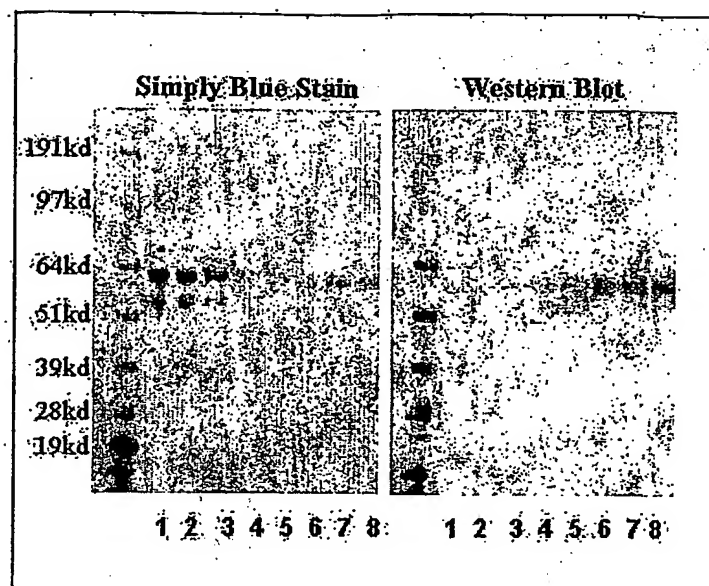 Simply Blue Stain
Western Blot
191kd
97kd
64kd
51kd
39kd
28kd
19kd
1 2 3 4 5 6 7 8
1 2 3 4 5 6 7 8